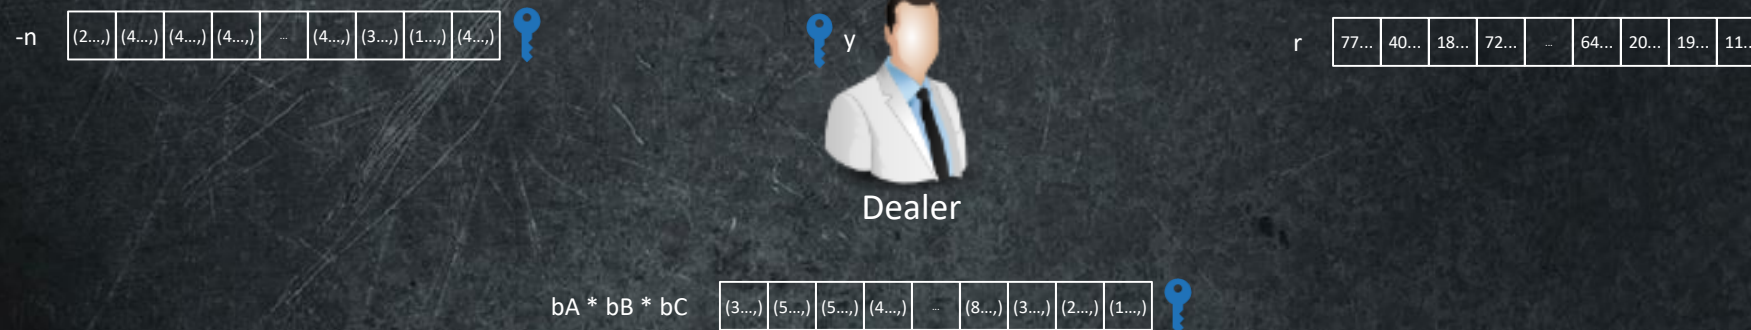 -n (2...,) (4...,) (4...,) (4...,) ... (4...,) (3...,) (1...,) (4...,)
y
r 77... 40... 18... 72... ... 64... 20... 19... 11..
Dealer
bA * bB * bC (3...,) (5...,) (5...,) (4...,) ... (8...,) (3...,) (2...,) (1...,)